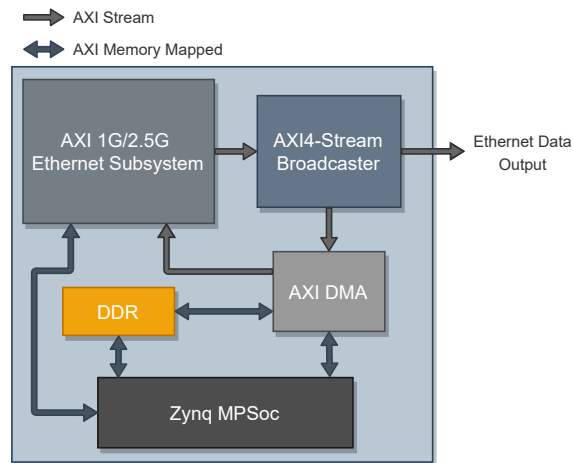 AXI Stream
AXI Memory Mapped
AXI 1G/2.5G
Ethernet Subsystem
AXI4-Stream
Broadcaster
Ethernet Data
Output
AXI DMA
DDR
Zynq MPSoc